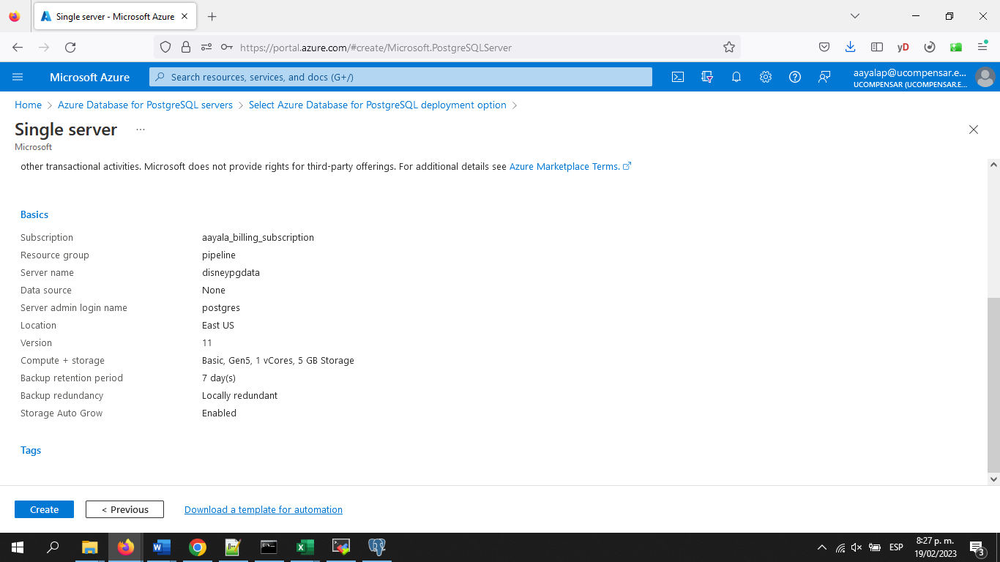 Single server - Microsoft Azure
https://portal.azure.com/#create/Microsoft.PostgreSQLServer
yD
Microsoft Azure
Search resources, services, and docs (G+/)
aayalap@ucompensar.e...
UCOMPENSAR (UCOMPENSAR.E...
Home > Azure Database for PostgreSQL servers > Select Azure Database for PostgreSQL deployment option >
Single server ...
Microsoft
other transactional activities. Microsoft does not provide rights for third-party offerings. For additional details see Azure Marketplace Terms.
Basics
Subscription aayala_billing_subscription
Resource group pipeline
Server name disneypgdata
Data source None
Server admin login name postgres
Location East US
Version 11
Compute + storage Basic, Gen5, 1 vCores, 5 GB Storage
Backup retention period 7 day(s)
Backup redundancy Locally redundant
Storage Auto Grow Enabled
Tags
Create < Previous Download a template for automation
ESP
8:27 p. m.
19/02/2023
3